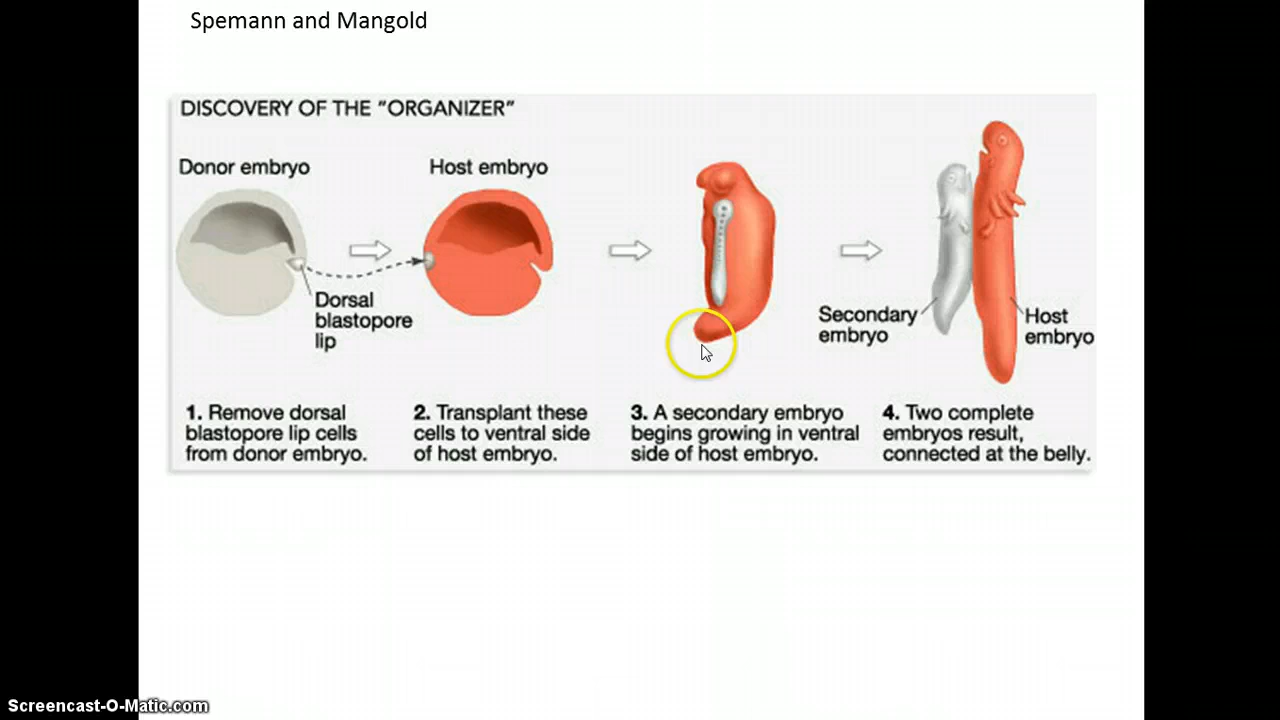 Spemann and Mangold
DISCOVERY OF THE "ORGANIZER"
Donor embryo
Host embryo
Dorsal
blastopore
lip
Secondary
embryo
Host
embryo
1. Remove dorsal
blastopore lip cells
from donor embryo.
2. Transplant these
cells to ventral side
of host embryo.
3. A secondary embryo
begins growing in ventral
side of host embryo.
4. Two complete
embryos result,
connected at the belly.
Screencast-O-Matic.com